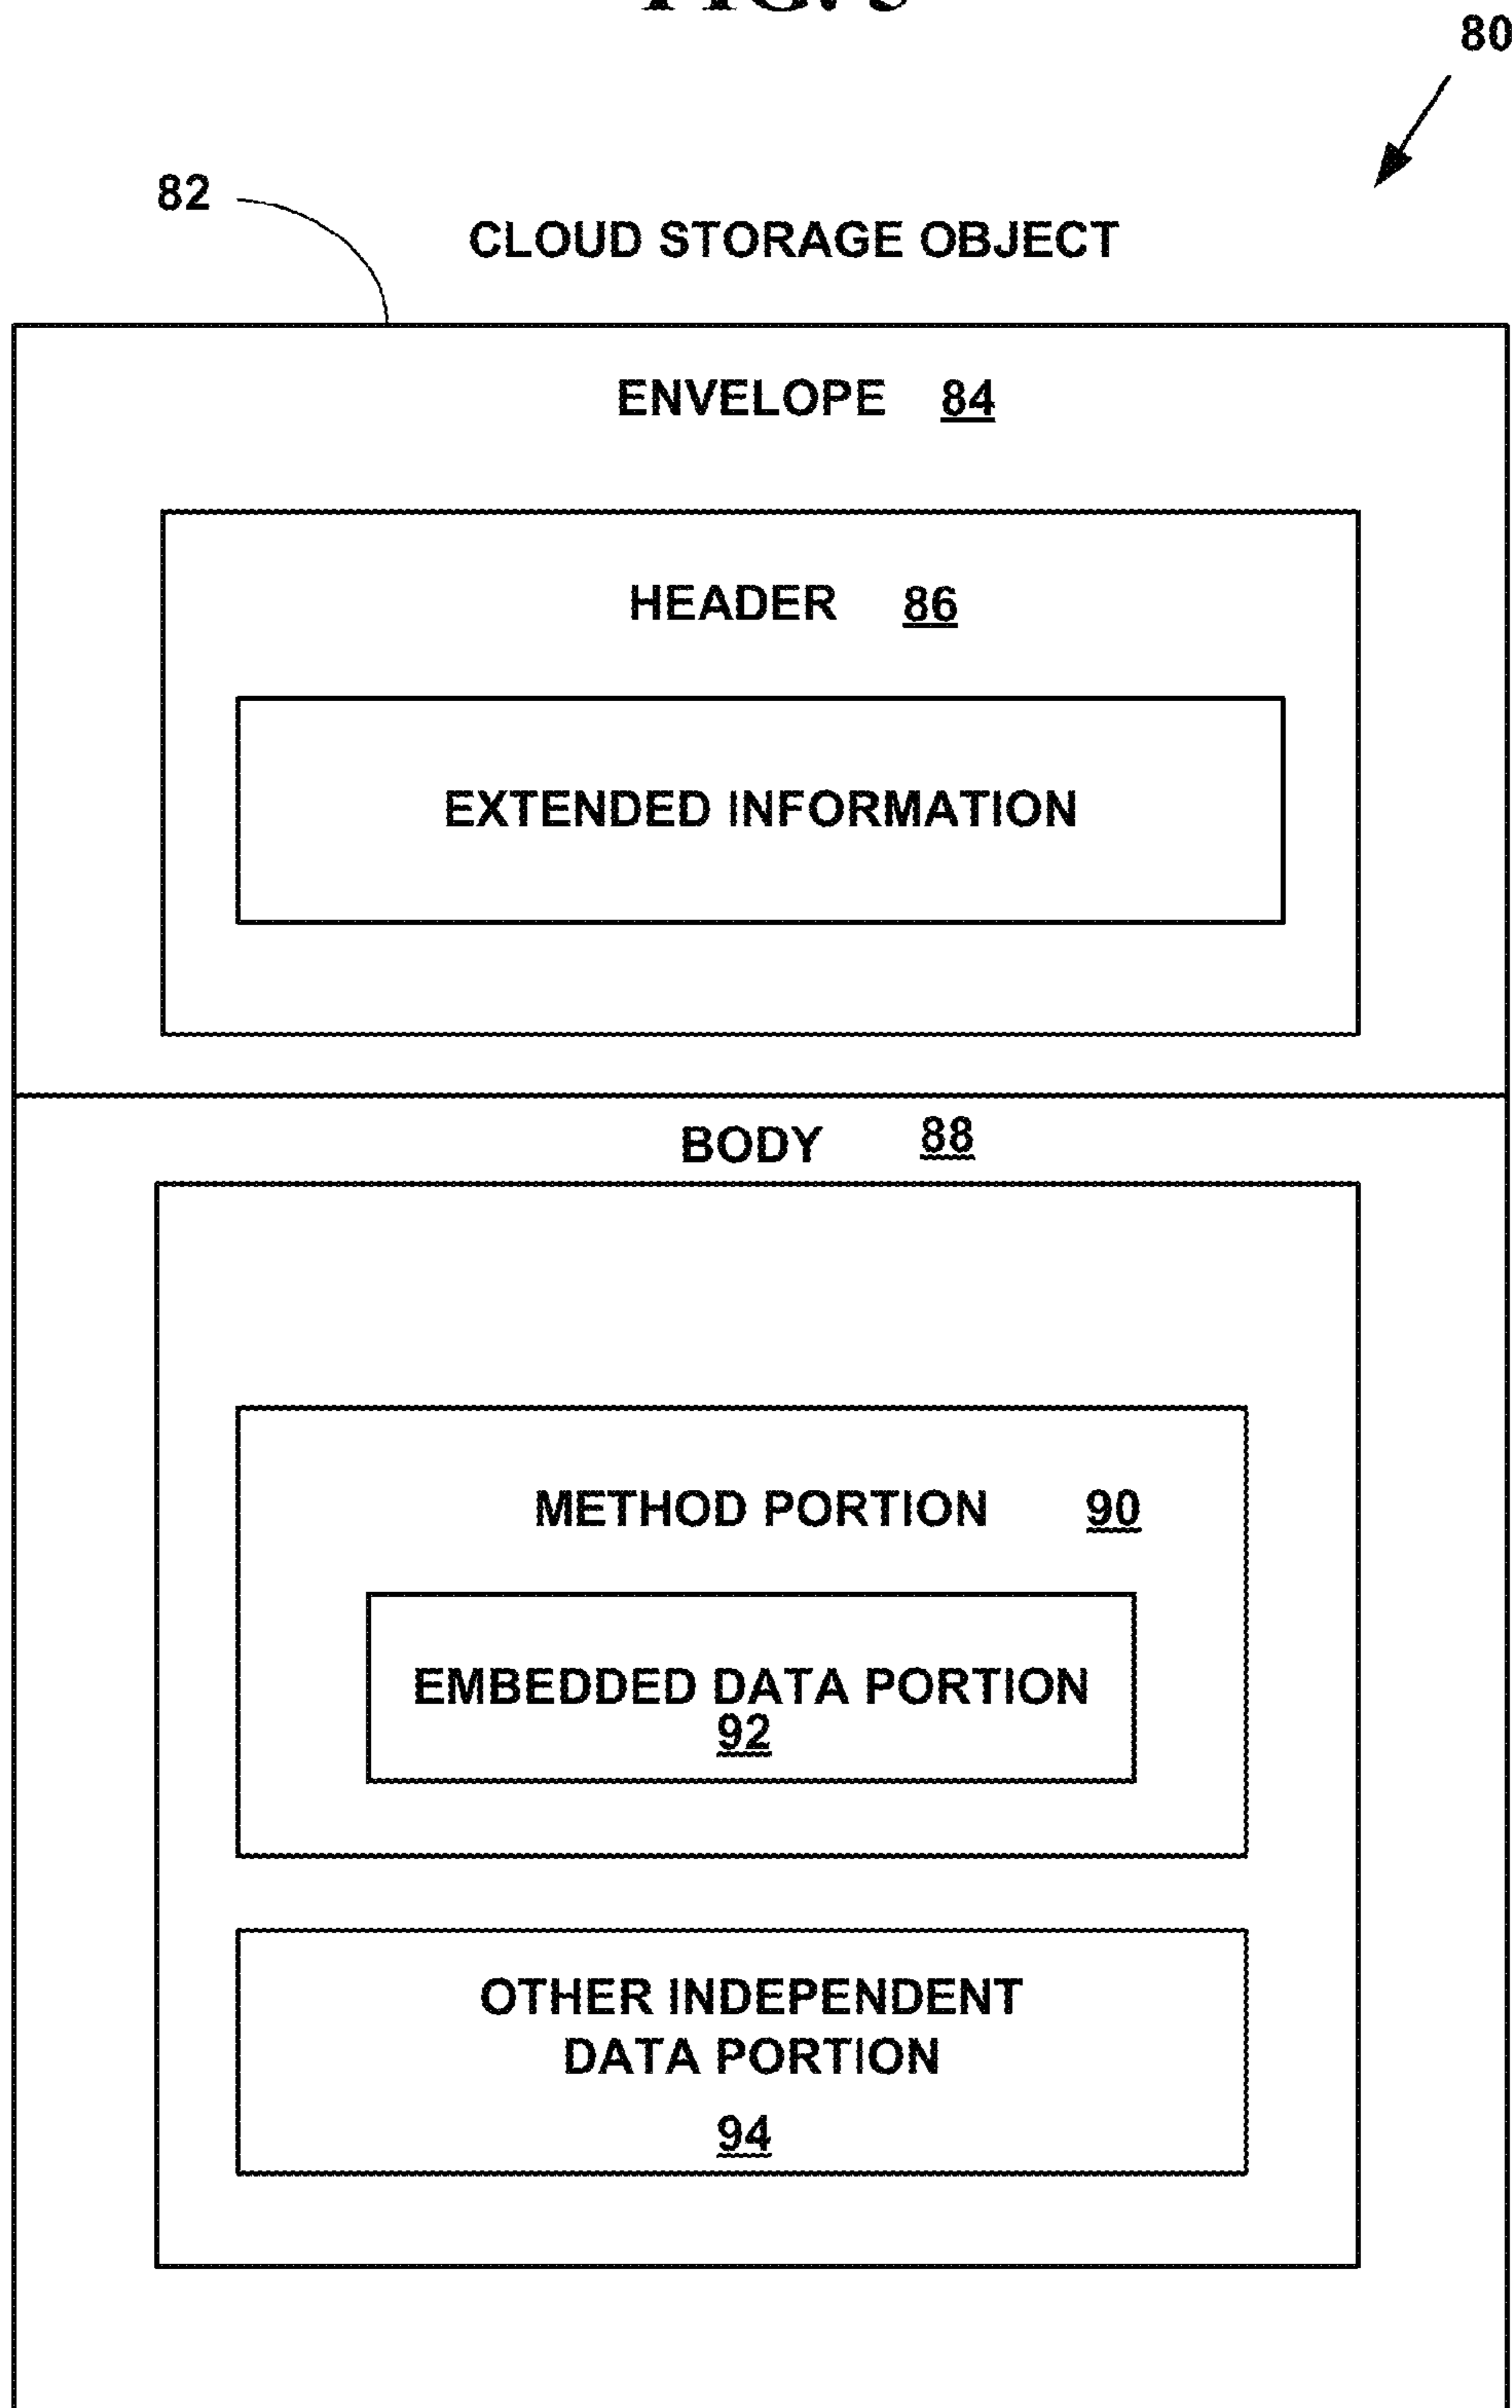 80
82
CLOUD STORAGE OBJECT
ENVELOPE 84
HEADER 86
EXTENDED INFORMATION
BODY 88
METHOD PORTION 90
EMBEDDED DATA PORTION
92
OTHER INDEPENDENT
DATA PORTION
94